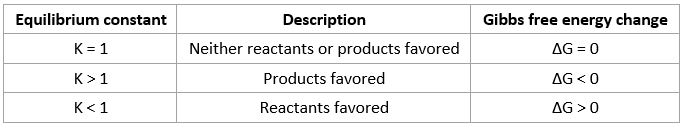 Equilibrium constant Description Gibbs free energy change
K = 1 Neither reactants or products favored ΔG = 0
K > 1 Products favored ΔG < 0
K < 1 Reactants favored ΔG > 0